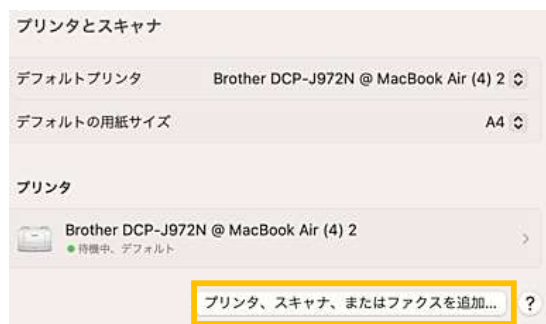 プリンタとスキャナ
デフォルトプリンタ Brother DCP-J972N @ MacBook Air (4) 2
デフォルトの用紙サイズ A4
プリンタ
Brother DCP-J972N @ MacBook Air (4) 2
待機中、デフォルト
プリンタ、スキャナ、またはファクスを追加... ?